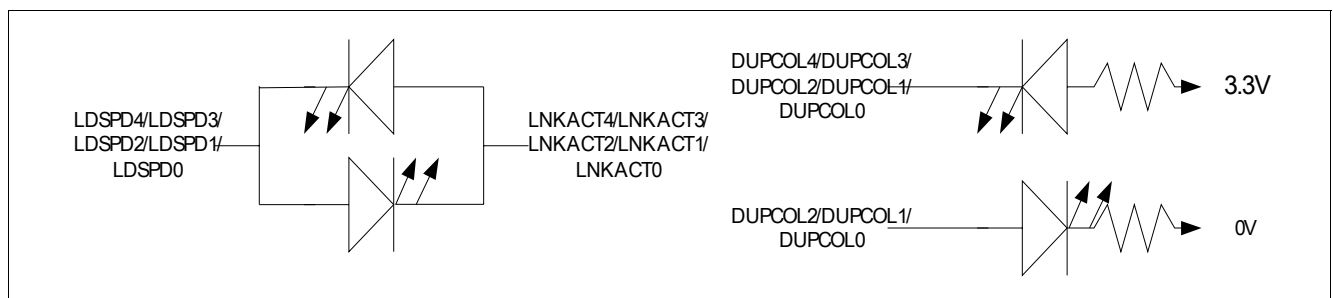 LDSPD4/LDSPD3/
LDSPD2/LDSPD1/
LDSPD0
LNKACT4/LNKACT3/
LNKACT2/LNKACT1/
LNKACT0
DUPCOL4/DUPCOL3/
DUPCOL2/DUPCOL1/
DUPCOL0
3.3V
DUPCOL2/DUPCOL1/
DUPCOL0
0V